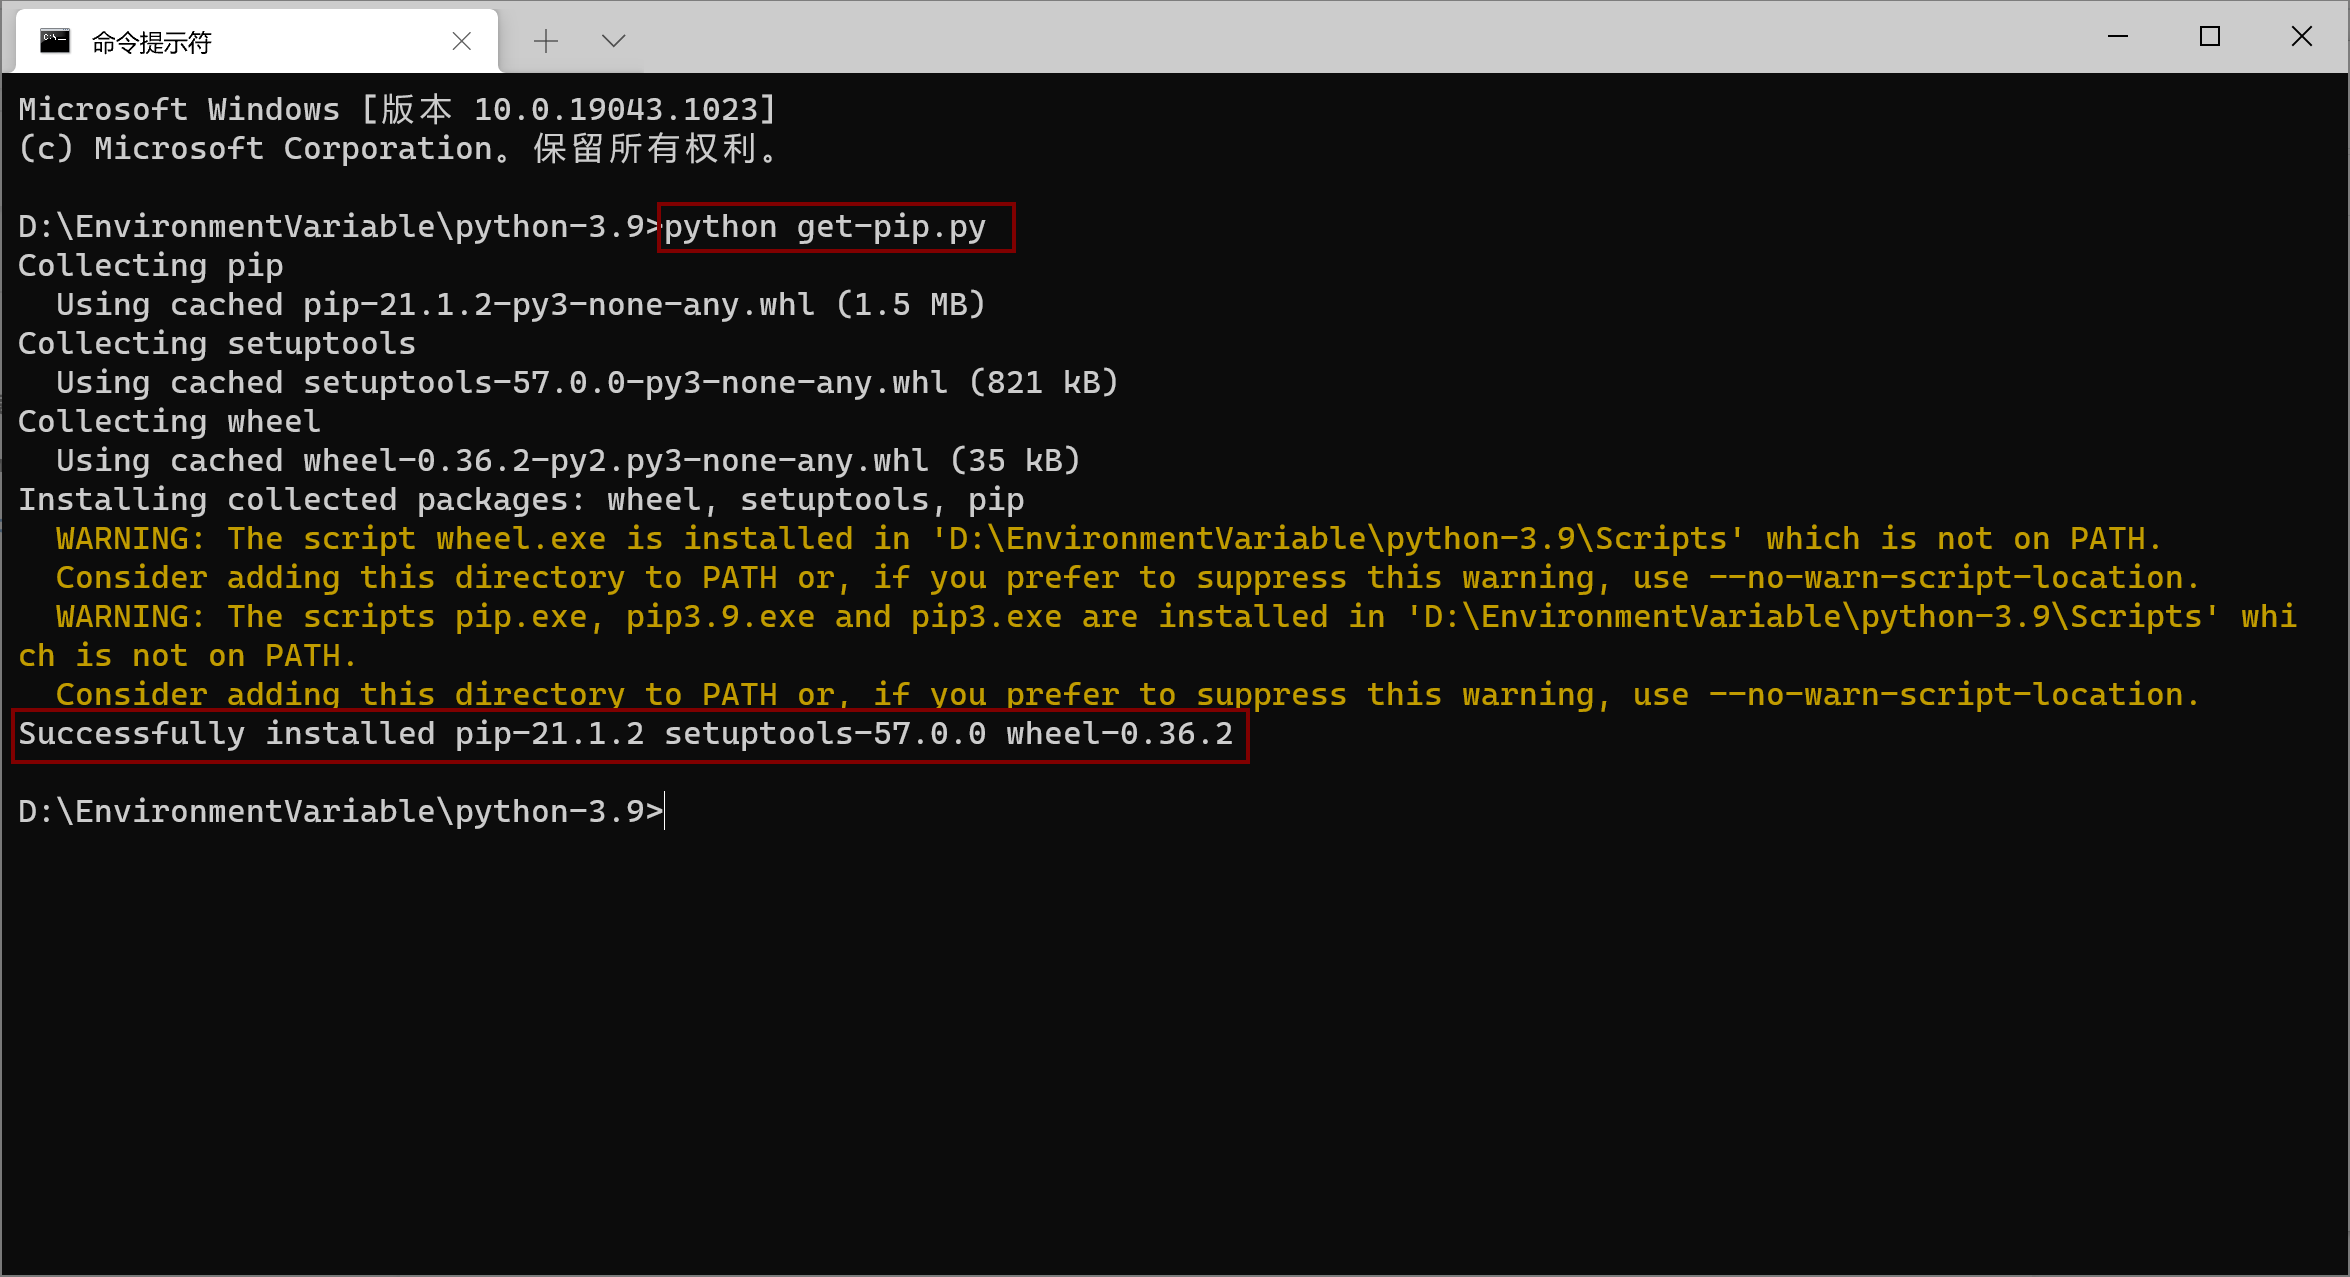 命令提示符
Microsoft Windows [版本 10.0.19043.1023]
(c) Microsoft Corporation。保留所有权利。
D:\EnvironmentVariable\python-3.9>python get-pip.py
Collecting pip
  Using cached pip-21.1.2-py3-none-any.whl (1.5 MB)
Collecting setuptools
  Using cached setuptools-57.0.0-py3-none-any.whl (821 kB)
Collecting wheel
  Using cached wheel-0.36.2-py2.py3-none-any.whl (35 kB)
Installing collected packages: wheel, setuptools, pip
  WARNING: The script wheel.exe is installed in 'D:\EnvironmentVariable\python-3.9\Scripts' which is not on PATH.
  Consider adding this directory to PATH or, if you prefer to suppress this warning, use --no-warn-script-location.
  WARNING: The scripts pip.exe, pip3.9.exe and pip3.exe are installed in 'D:\EnvironmentVariable\python-3.9\Scripts' whi
ch is not on PATH.
  Consider adding this directory to PATH or, if you prefer to suppress this warning, use --no-warn-script-location.
Successfully installed pip-21.1.2 setuptools-57.0.0 wheel-0.36.2
D:\EnvironmentVariable\python-3.9>